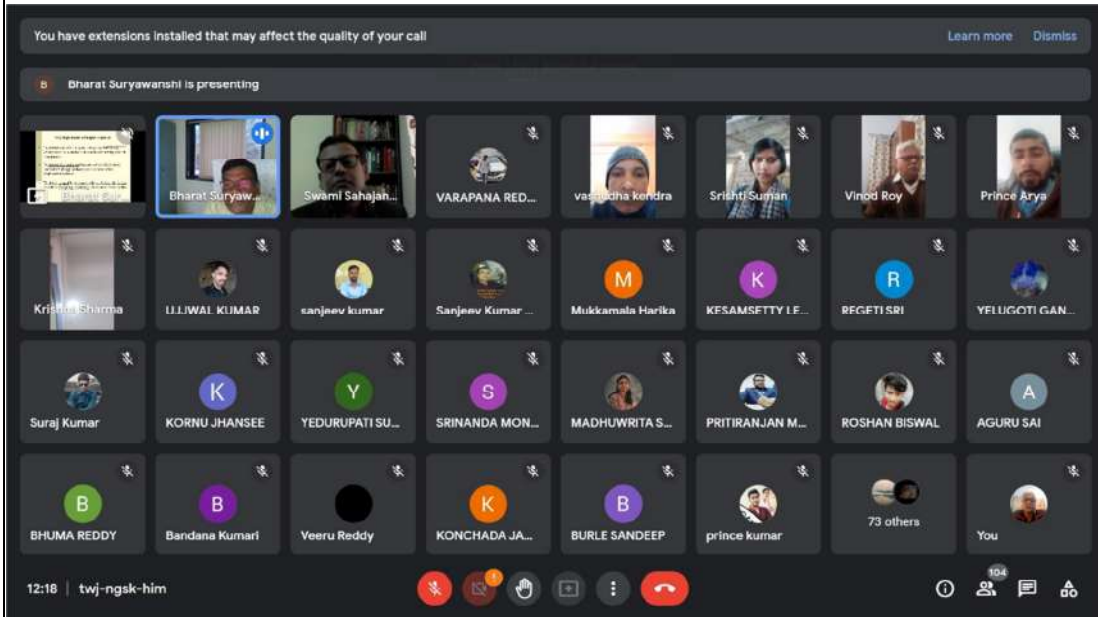 You have extensions installed that may affect the quality of your call
Learn more Dismiss
B Bharat Suryawanshi is presenting
Bharat Suryaw...
Swami Sahajan...
VARAPANA RED...
vasudha kendra
Srishti Suman
Vinod Roy
Prince Arya
Krishna Sharma
UJJWAL KUMAR
sanjeev kumar
Sanjeev Kumar ...
M
Mukkamala Harika
K
KESAMSETTY LE...
R
REGETI SRI
YELUGOTI GAN...
Suraj Kumar
K
KORNU JHANSEE
Y
YEDURUPATI SU...
S
SRINANDA MON...
MADHUWRITA S...
PRITIRANJAN M...
ROSHAN BISWAL
A
AGURU SAI
B
BHUMA REDDY
B
Bandana Kumari
Veeru Reddy
K
KONCHADA JA...
B
BURLE SANDEEP
prince kumar
73 others
You
12:18 | twj-ngsk-him
104